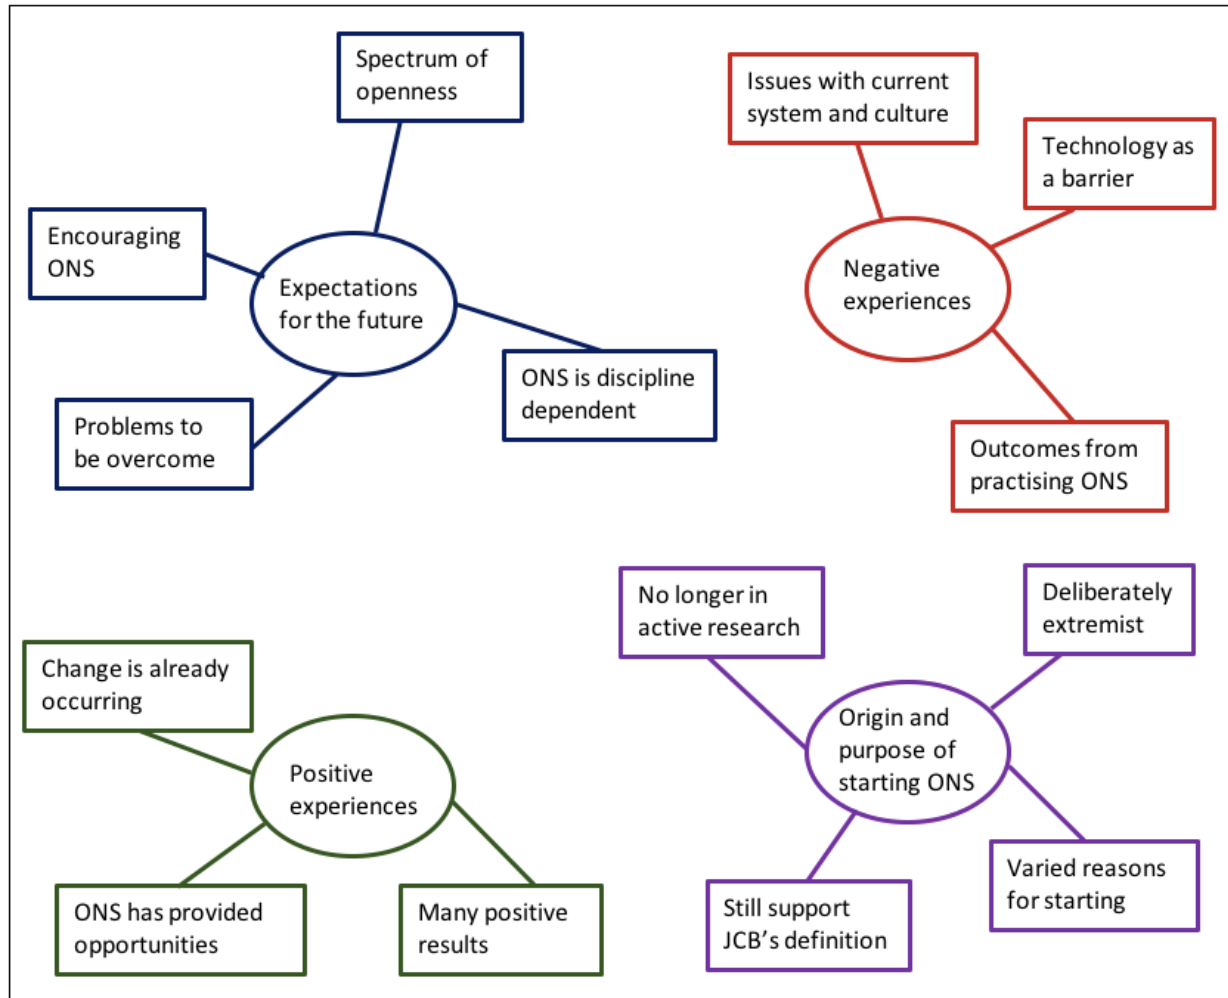 Spectrum of
openness
Encouraging
ONS
Expectations
for the future
ONS is discipline
dependent
Problems to
be overcome
Issues with current
system and culture
Technology as
a barrier
Negative
experiences
Outcomes from
practising ONS
Change is already
occurring
Positive
experiences
ONS has provided
opportunities
Many positive
results
No longer in
active research
Deliberately
extremist
Origin and
purpose of
starting ONS
Still support
JCB’s definition
Varied reasons
for starting